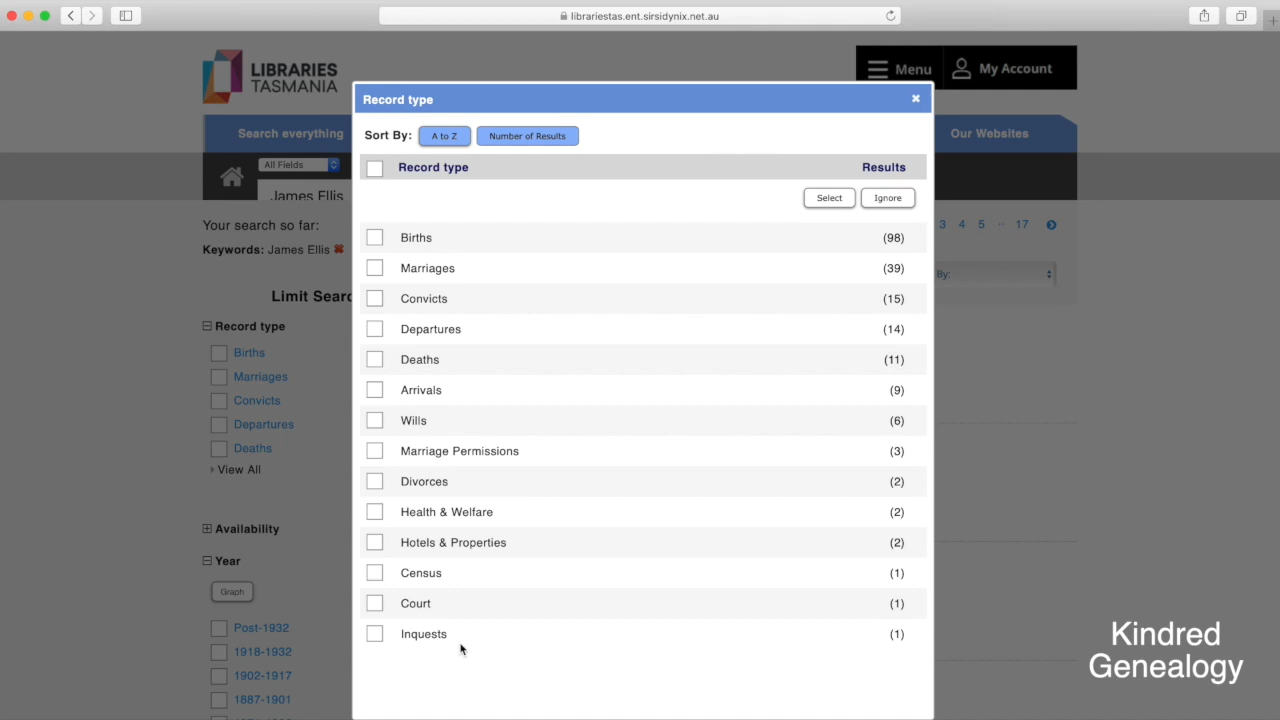 librariestas.ent.sirsidynix.net.au
LIBRARIES
TASMANIA
Menu
My Account
Search everything
Our Websites
All Fields
James Ellis
Your search so far:
Keywords: James Ellis
3 4 5 ·· 17
By:
Limit Sear
Record type
Births
Marriages
Convicts
Departures
Deaths
View All
Availability
Year
Graph
Post-1932
1918-1932
1902-1917
1887-1901
Record type
Sort By: A to Z Number of Results
Record type Results
Select Ignore
Births (98)
Marriages (39)
Convicts (15)
Departures (14)
Deaths (11)
Arrivals (9)
Wills (6)
Marriage Permissions (3)
Divorces (2)
Health & Welfare (2)
Hotels & Properties (2)
Census (1)
Court (1)
Inquests (1)
Kindred
Genealogy